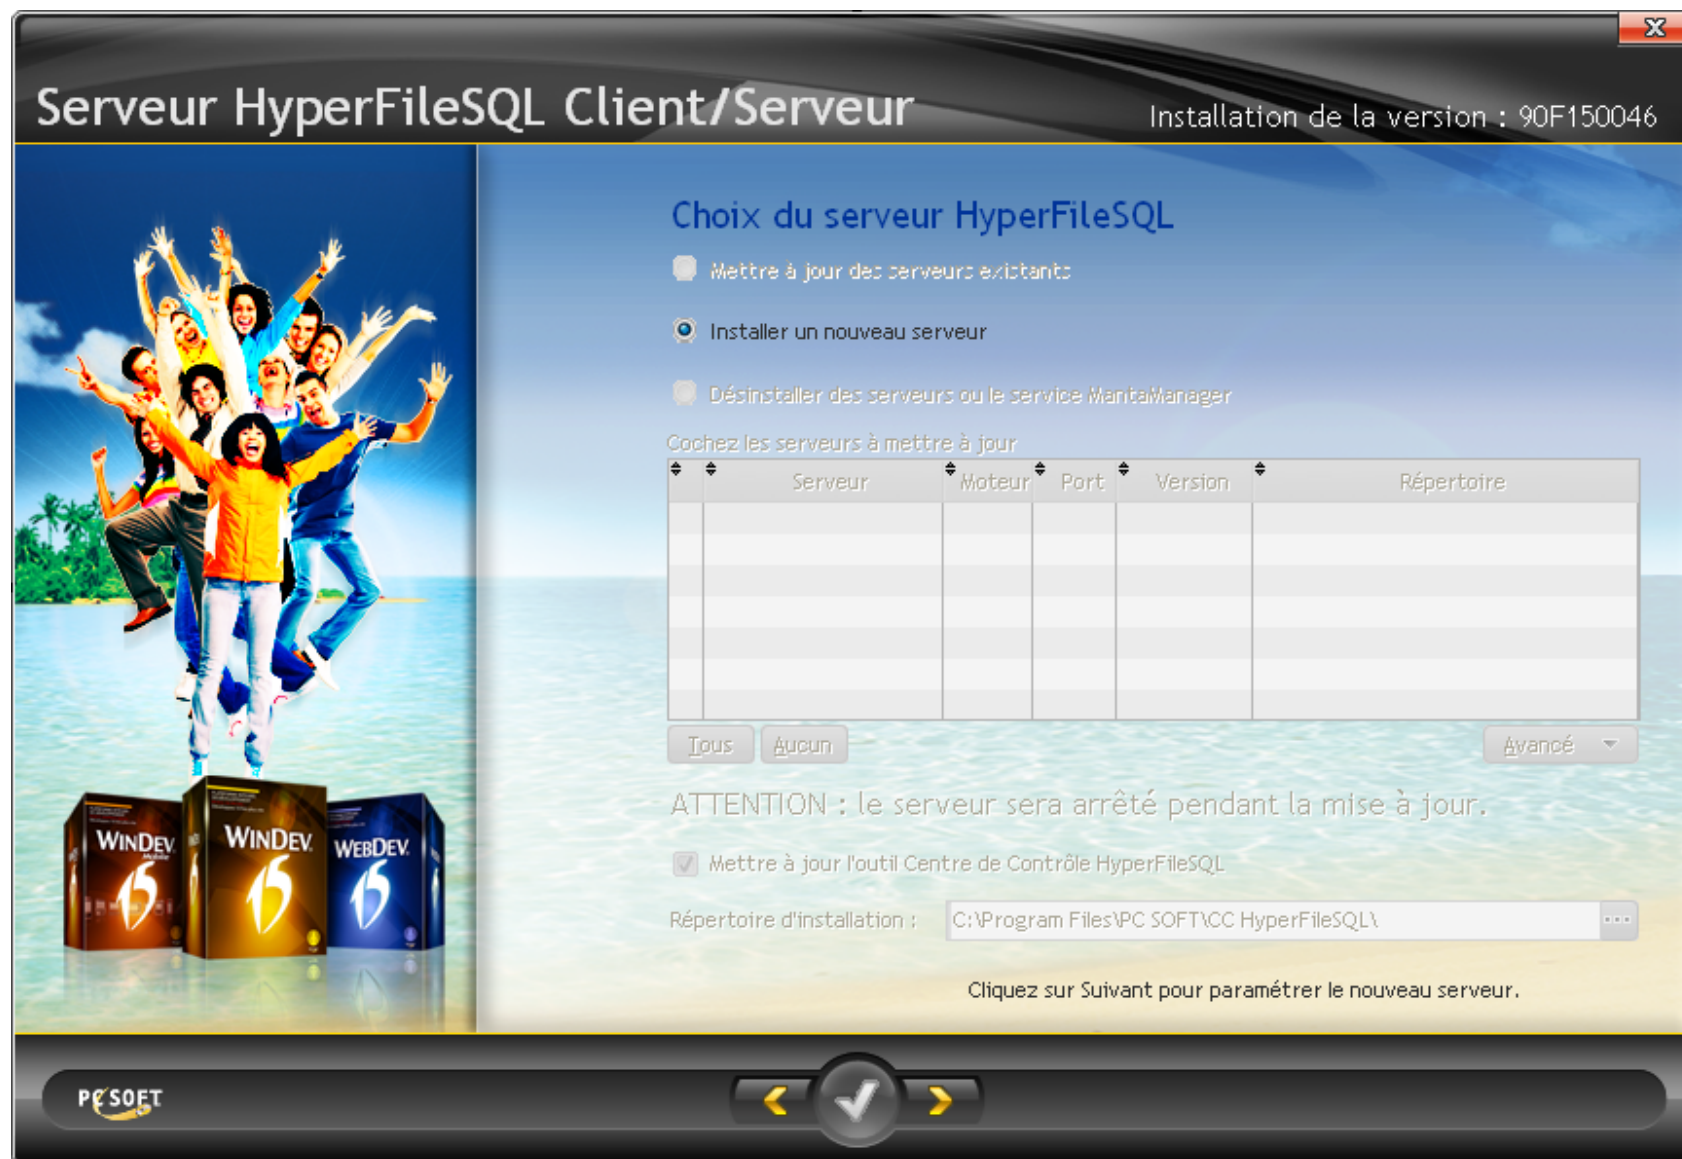 Serveur HyperFileSQL Client/Serveur
Installation de la version : 90F150046
Choix du serveur HyperFileSQL
Mettre à jour des serveurs existants
Installer un nouveau serveur
Désinstaller des serveurs ou le service MantaManager
Cochez les serveurs à mettre à jour
Serveur Moteur Port Version Répertoire
Tous Aucun Avancé
ATTENTION : le serveur sera arrêté pendant la mise à jour.
Mettre à jour l'outil Centre de Contrôle HyperFileSQL
Répertoire d'installation : C:\Program Files\PC SOFT\CC HyperFileSQL\
Cliquez sur Suivant pour paramétrer le nouveau serveur.
WINDEV Mobile 15
WINDEV 15
WEBDEV 15
PC SOFT